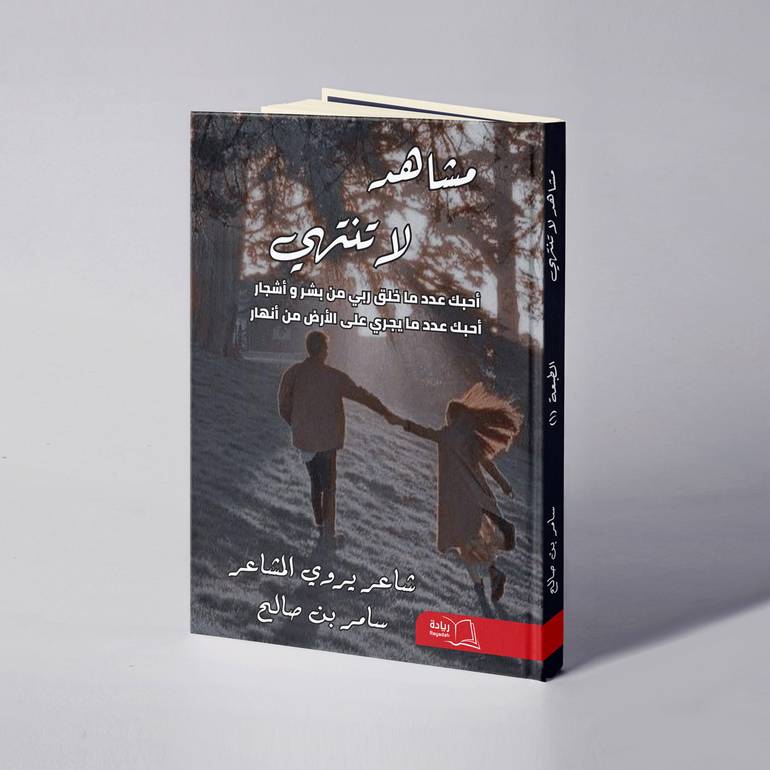 مشاهد
لا تنتهي
أحبك عدد ما خلق ربي من بشر و أشجار
أحبك عدد ما يجري على الأرض من أنهار
شاعر يروي المشاعر
سامر بن صالح
ريادة
Reyadah
مشاهد لا تنتهي
الطبعة (١)
سامر بن صالح